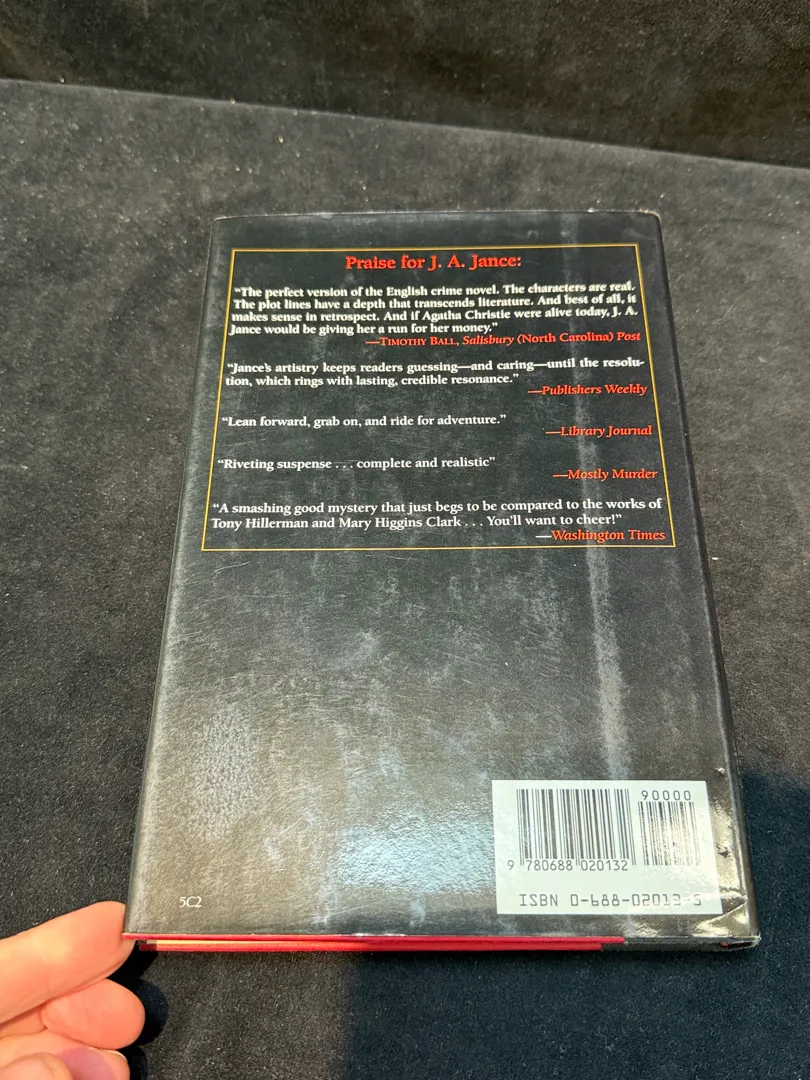 Praise for J. A. Jance:
“The perfect version of the English crime novel. The characters are real.
The plot lines have a depth that transcends literature. And best of all, it
makes sense in retrospect. And if Agatha Christie were alive today, J. A.
Jance would be giving her a run for her money.”
—TIMOTHY BALL, Salisbury (North Carolina) Post
“Jance’s artistry keeps readers guessing—and caring—until the resolu-
tion, which rings with lasting, credible resonance.”
—Publishers Weekly
“Lean forward, grab on, and ride for adventure.”
—Library Journal
“Riveting suspense . . . complete and realistic”
—Mostly Murder
“A smashing good mystery that just begs to be compared to the works of
Tony Hillerman and Mary Higgins Clark . . . You’ll want to cheer!”
—Washington Times
90000
9 780688 020132
ISBN 0-688-02013-5
5C2